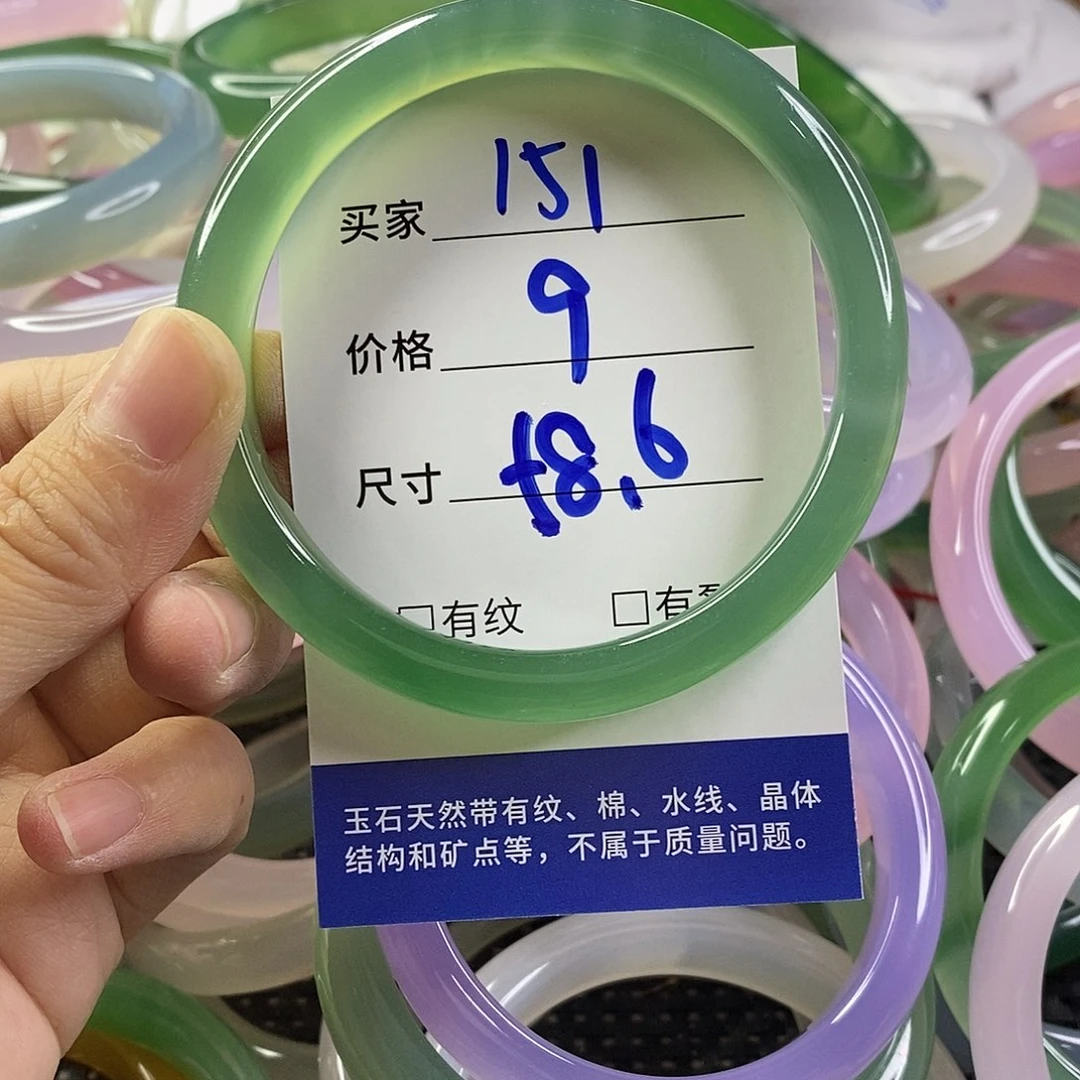 买家 151
价格 9
尺寸 58.6
□有纹 □有
玉石天然带有纹、棉、水线、晶体
结构和矿点等，不属于质量问题。